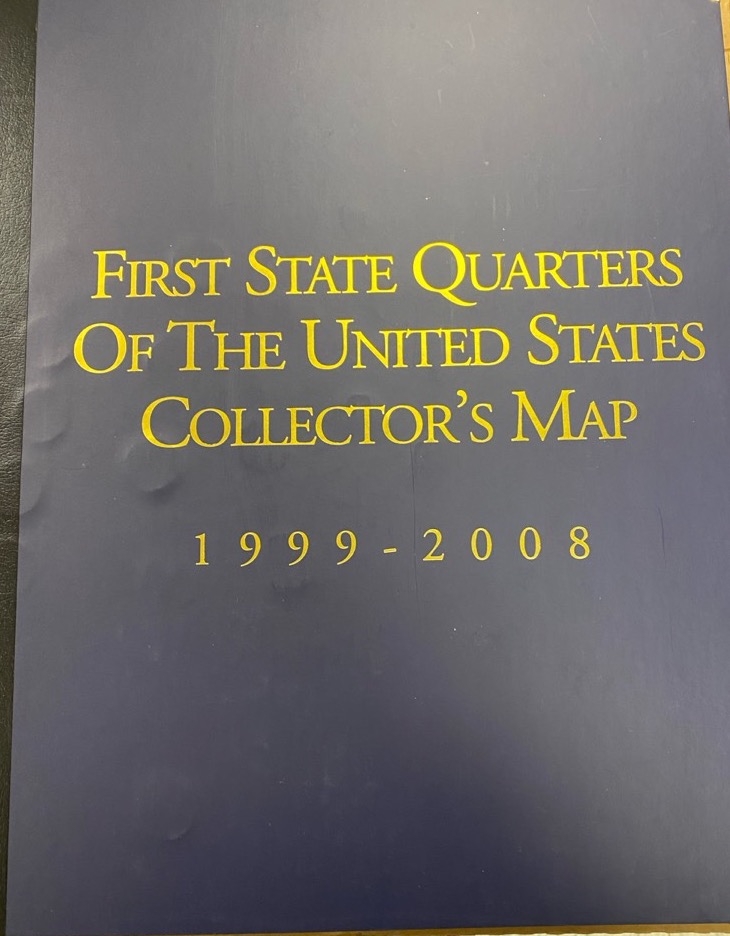 First State Quarters
Of The United States
Collector's Map
1999-2008